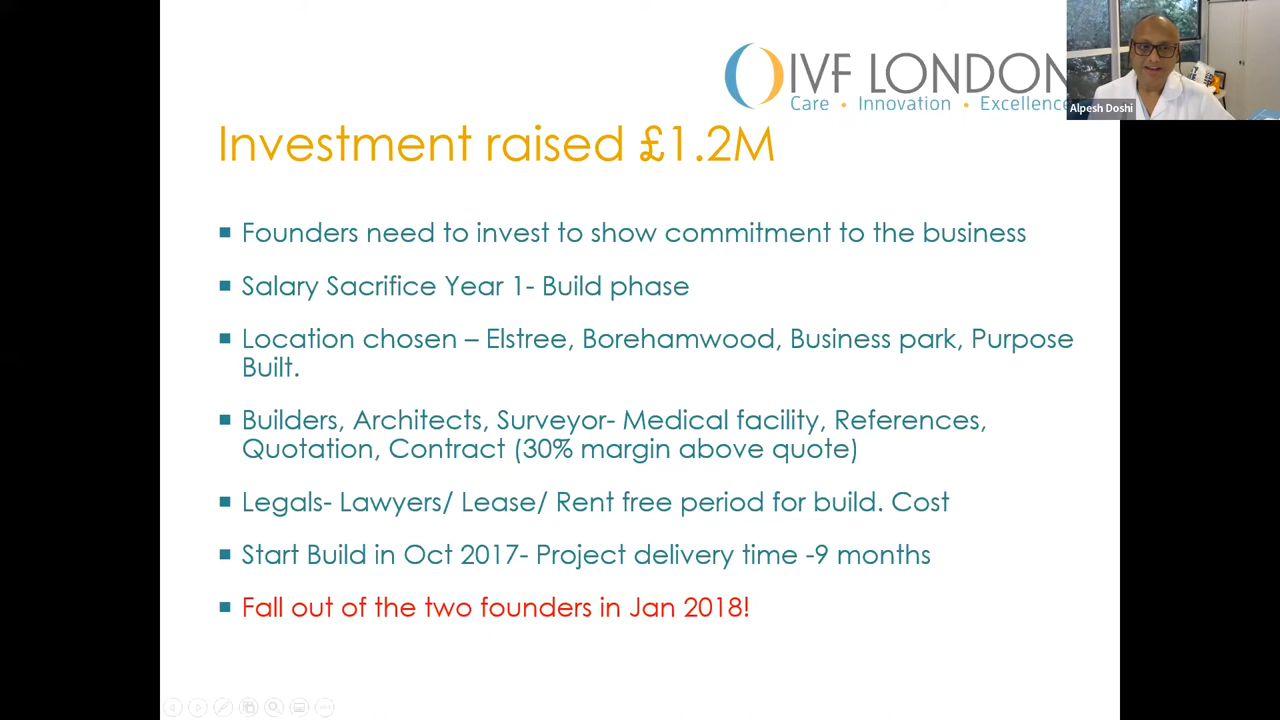 IVF LONDON
Care • Innovation • Excellence
Alpesh Doshi
Investment raised £1.2M
Founders need to invest to show commitment to the business
Salary Sacrifice Year 1- Build phase
Location chosen – Elstree, Borehamwood, Business park, Purpose
Built.
Builders, Architects, Surveyor- Medical facility, References,
Quotation, Contract (30% margin above quote)
Legals- Lawyers/ Lease/ Rent free period for build. Cost
Start Build in Oct 2017- Project delivery time -9 months
Fall out of the two founders in Jan 2018!